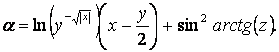 α = ln(y^{-√|x|})(x - y/2) + sin² arctg(z),